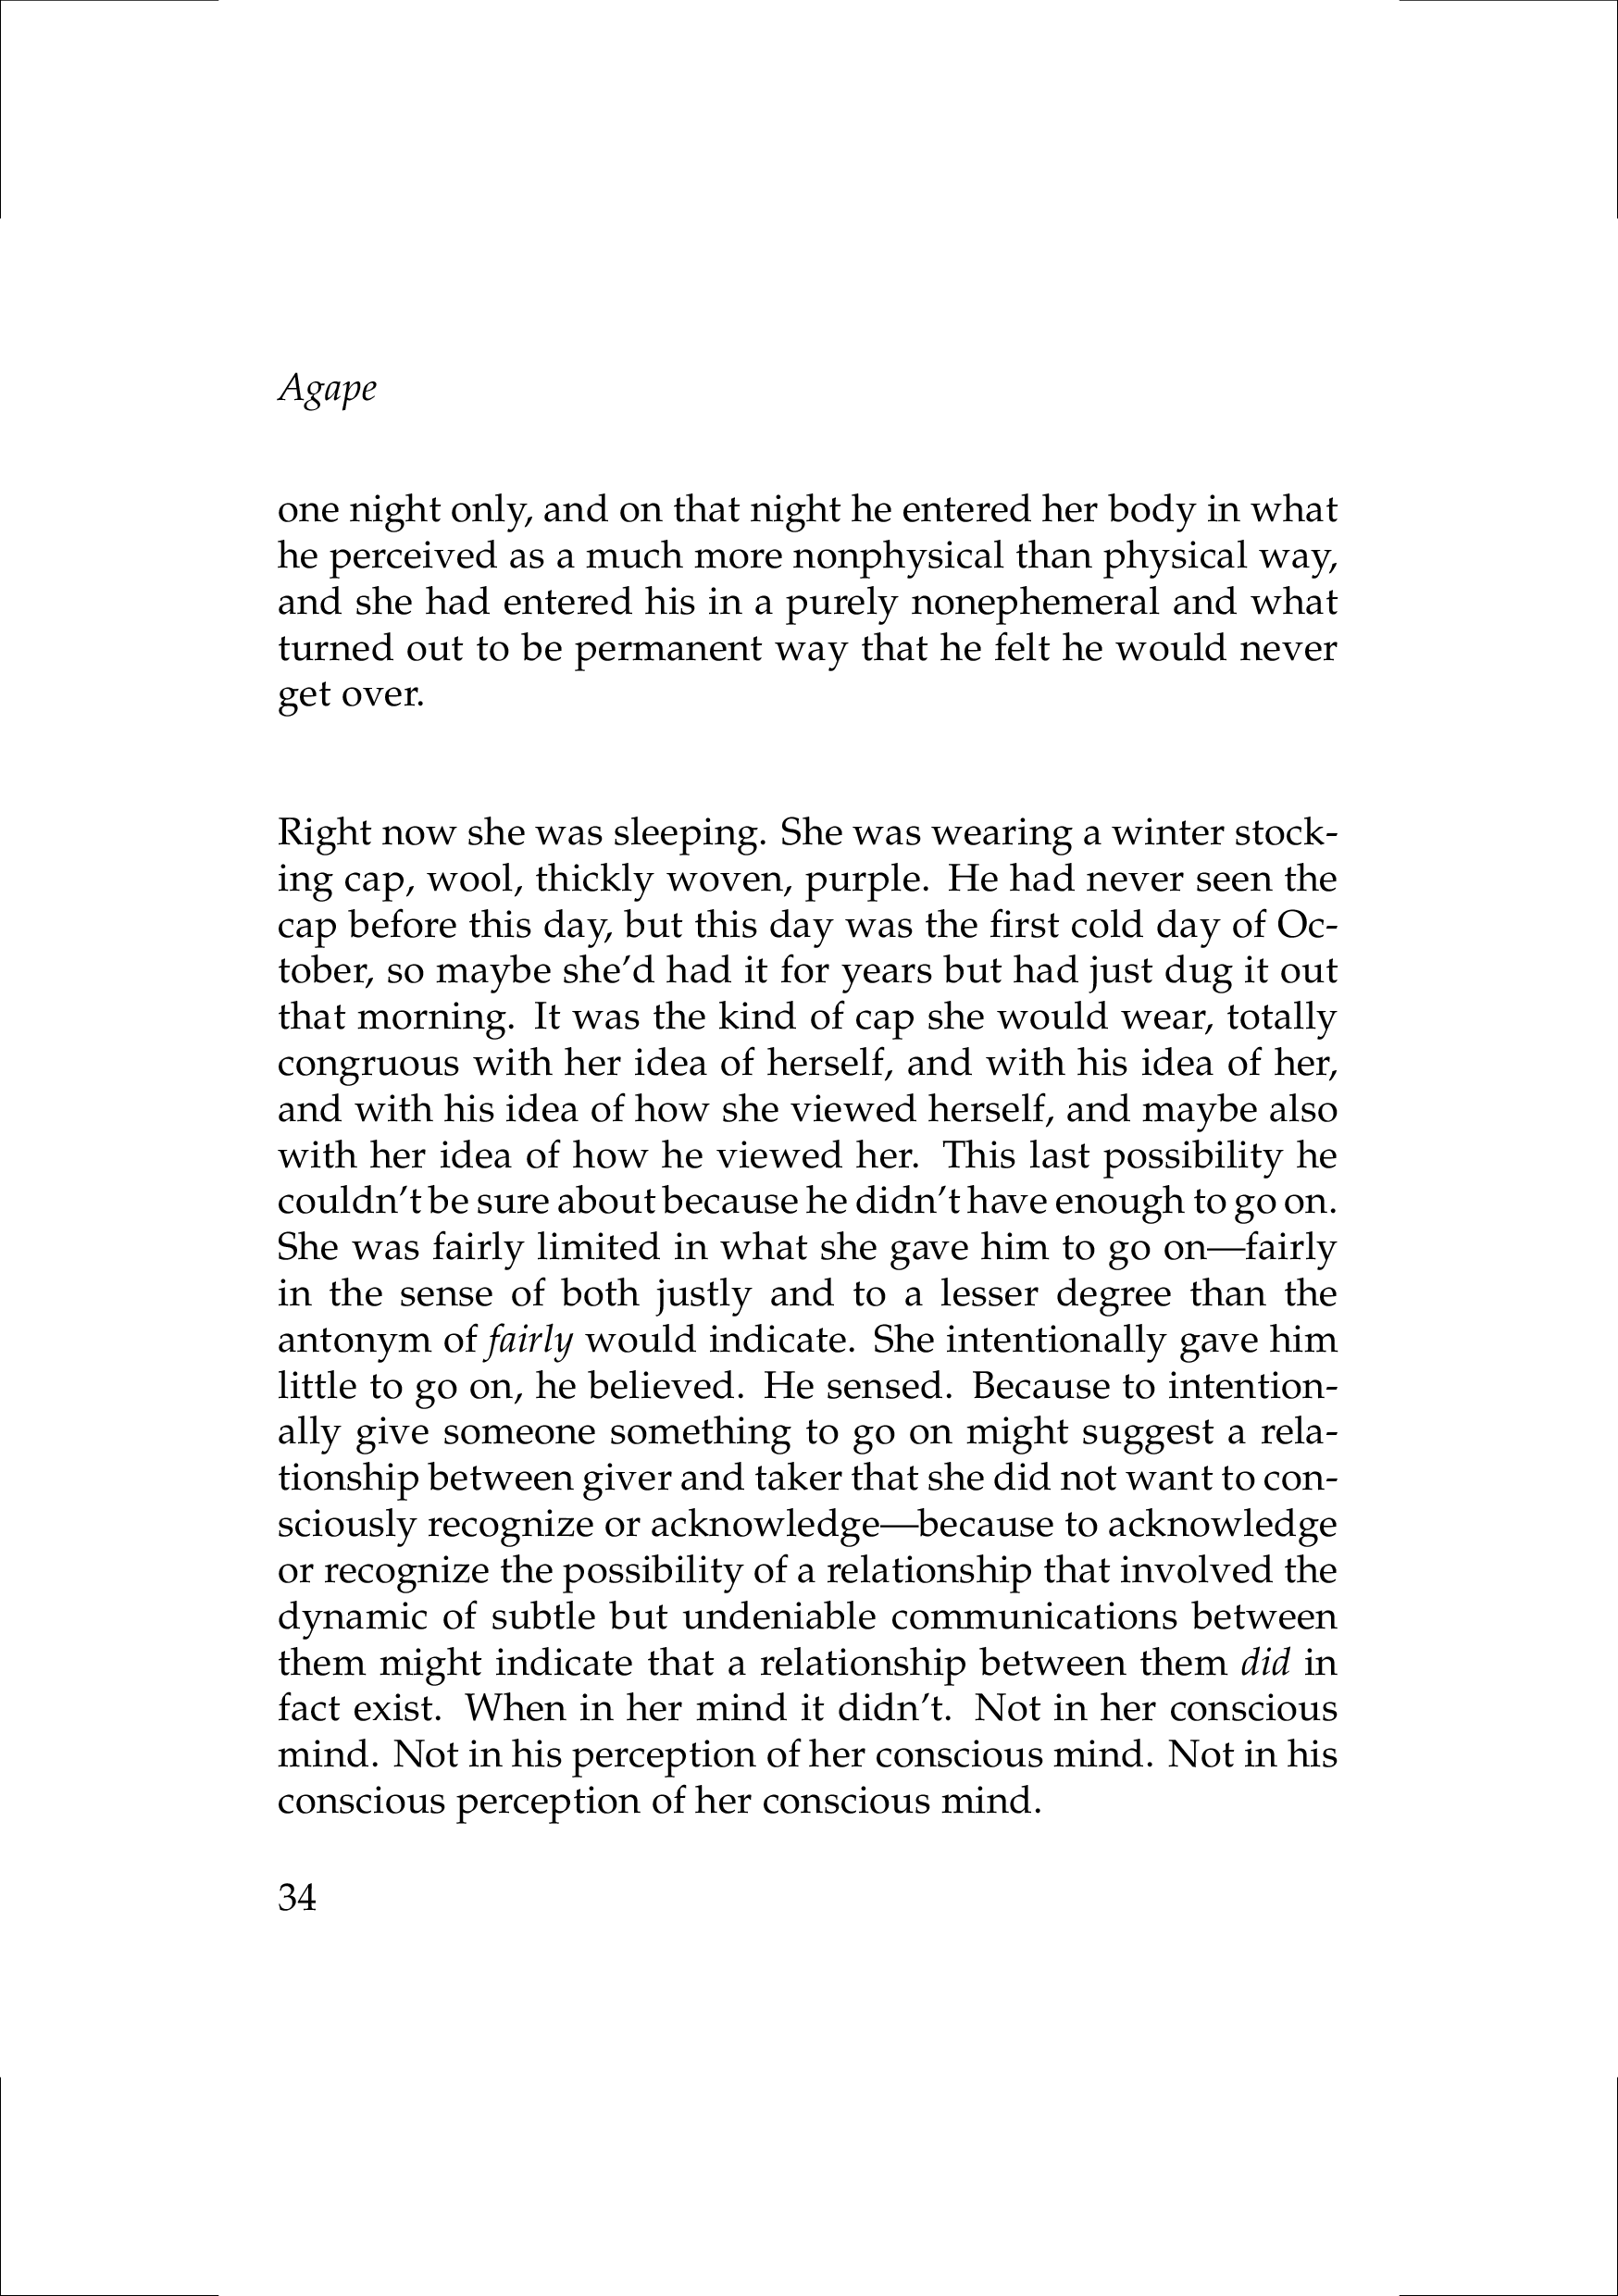 Agape
one night only, and on that night he entered her body in what
he perceived as a much more nonphysical than physical way,
and she had entered his in a purely nonephemeral and what
turned out to be permanent way that he felt he would never
get over.
Right now she was sleeping. She was wearing a winter stock-
ing cap, wool, thickly woven, purple. He had never seen the
cap before this day, but this day was the first cold day of Oc-
tober, so maybe she’d had it for years but had just dug it out
that morning. It was the kind of cap she would wear, totally
congruous with her idea of herself, and with his idea of her,
and with his idea of how she viewed herself, and maybe also
with her idea of how he viewed her. This last possibility he
couldn’t be sure about because he didn’t have enough to go on.
She was fairly limited in what she gave him to go on—fairly
in the sense of both justly and to a lesser degree than the
antonym of fairly would indicate. She intentionally gave him
little to go on, he believed. He sensed. Because to intention-
ally give someone something to go on might suggest a rela-
tionship between giver and taker that she did not want to con-
sciously recognize or acknowledge—because to acknowledge
or recognize the possibility of a relationship that involved the
dynamic of subtle but undeniable communications between
them might indicate that a relationship between them did in
fact exist. When in her mind it didn’t. Not in her conscious
mind. Not in his perception of her conscious mind. Not in his
conscious perception of her conscious mind.
34